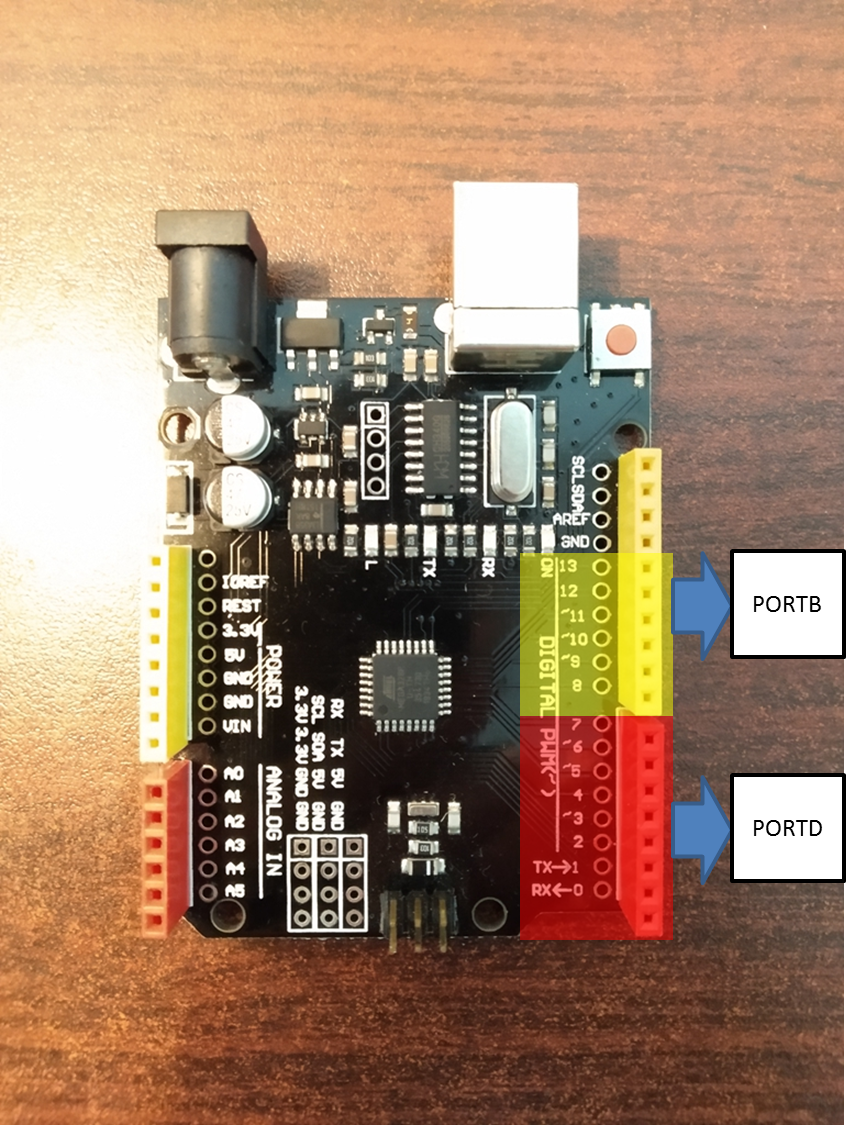 SCL
SDA
AREF
GND
13
12
~11
~10
~9
8
7
~6
~5
4
~3
2
TX→1
RX←0
DIGITAL PWM(~)
ON
L
TX
RX
IOREF
REST
3.3V
5V
GND
GND
VIN
POWER
A0
A1
A2
A3
A4
A5
ANALOG IN
3.3V 3.3V GND GND
SCL SDA 5V GND
RX TX 5V GND
PORTB
PORTD